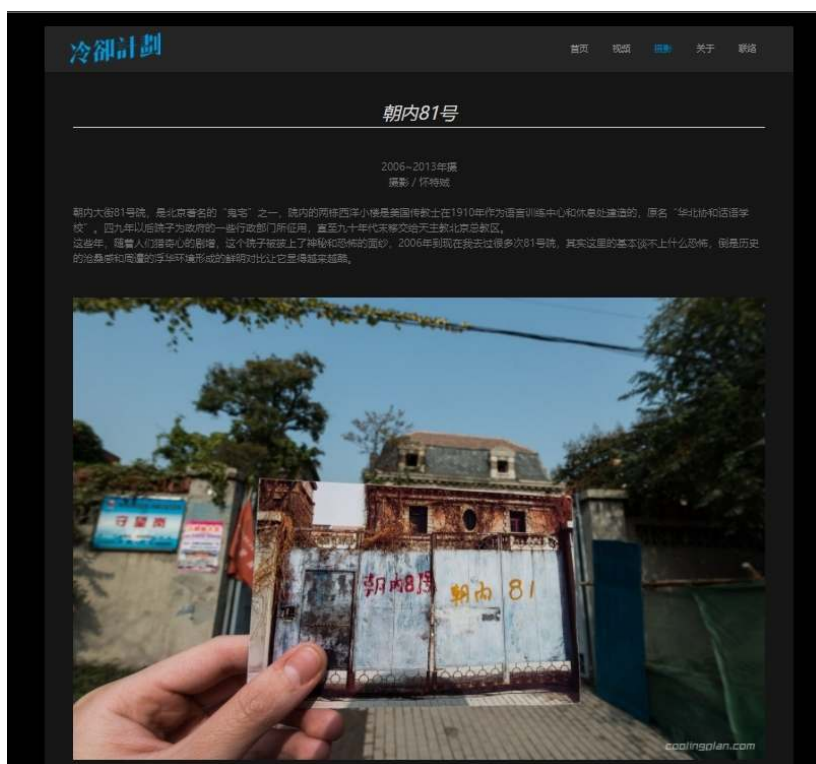 冷卻計劃
首页 视频 摄影 关于 联络
朝内81号
2006~2013年摄
摄影 / 怀特贼
朝内大街81号院，是北京著名的“鬼宅”之一，院内的两栋西洋小楼是美国传教士在1910年作为语言训练中心和休息处建造的，原名“华北协和话语学
校”。四九年以后院子为政府的一些行政部门所征用，直至九十年代末移交给天主教北京总教区。
这些年，随着人们猎奇心的剧增，这个院子被披上了神秘和恐怖的面纱，2006年到现在我去过很多次81号院，其实这里的基本谈不上什么恐怖，倒是历史
的沧桑感和周遭的浮华环境形成的鲜明对比让它显得越来越酷。
守望岗
朝内81号
朝内 81
coolingplan.com